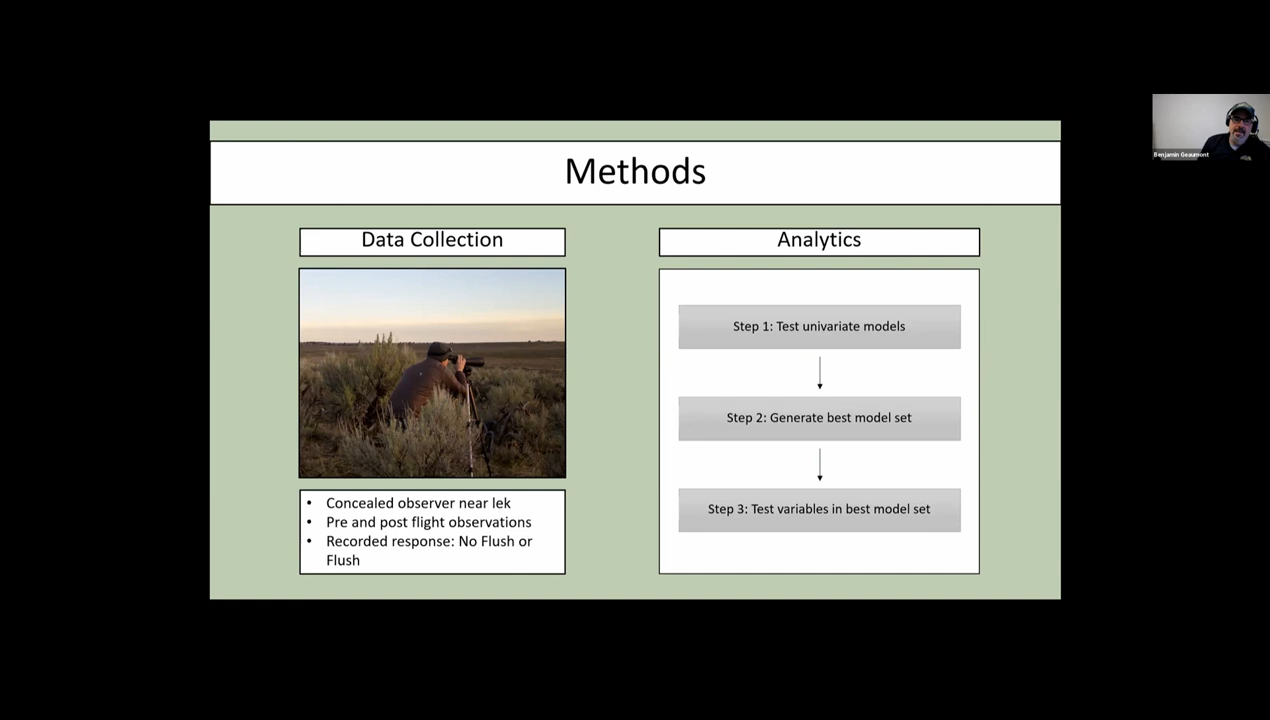 Methods
Data Collection
Concealed observer near lek
Pre and post flight observations
Recorded response: No Flush or
Flush
Analytics
Step 1: Test univariate models
Step 2: Generate best model set
Step 3: Test variables in best model set
Benjamin Geaumont